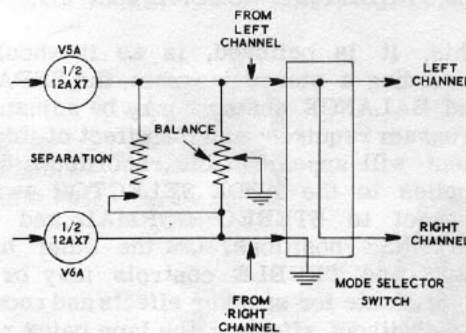 FROM
LEFT
CHANNEL
V5A
1/2
12AX7
LEFT
CHANNEL
BALANCE
SEPARATION
1/2
12AX7
V6A
RIGHT
CHANNEL
FROM
RIGHT
CHANNEL
MODE SELECTOR
SWITCH